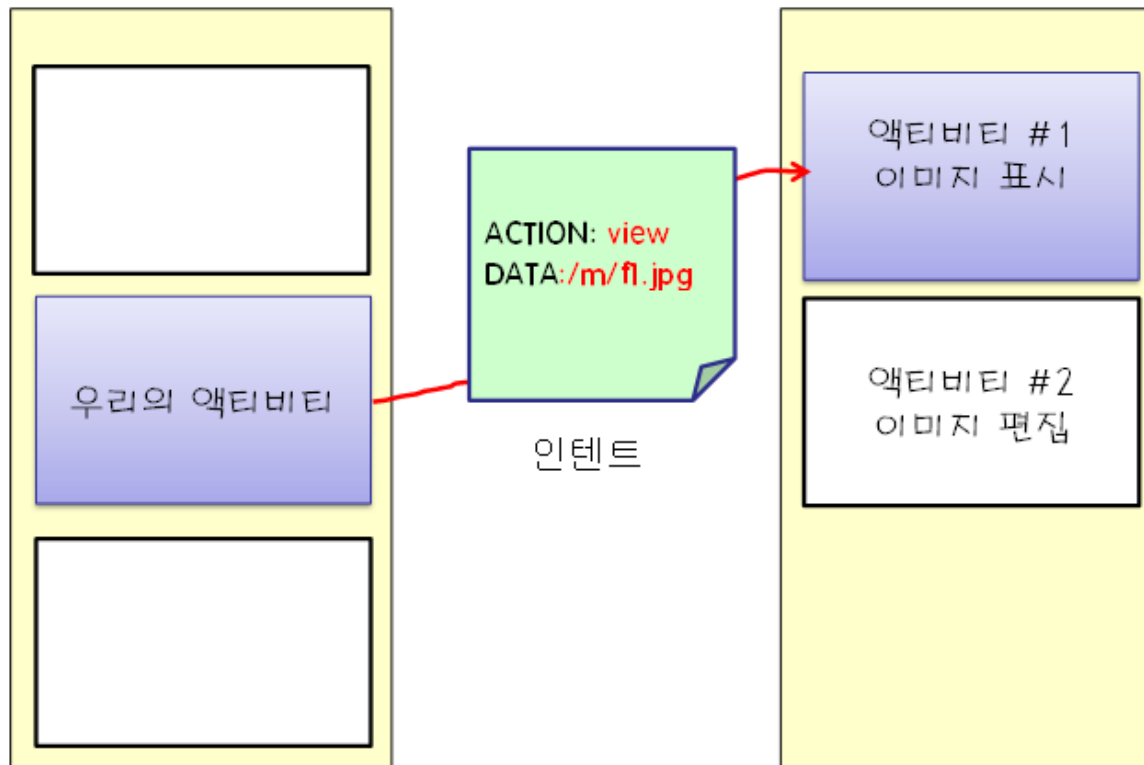 우리의 액티비티
ACTION: view
DATA:/m/f1.jpg
인텐트
액티비티 #1
이미지 표시
액티비티 #2
이미지 편집